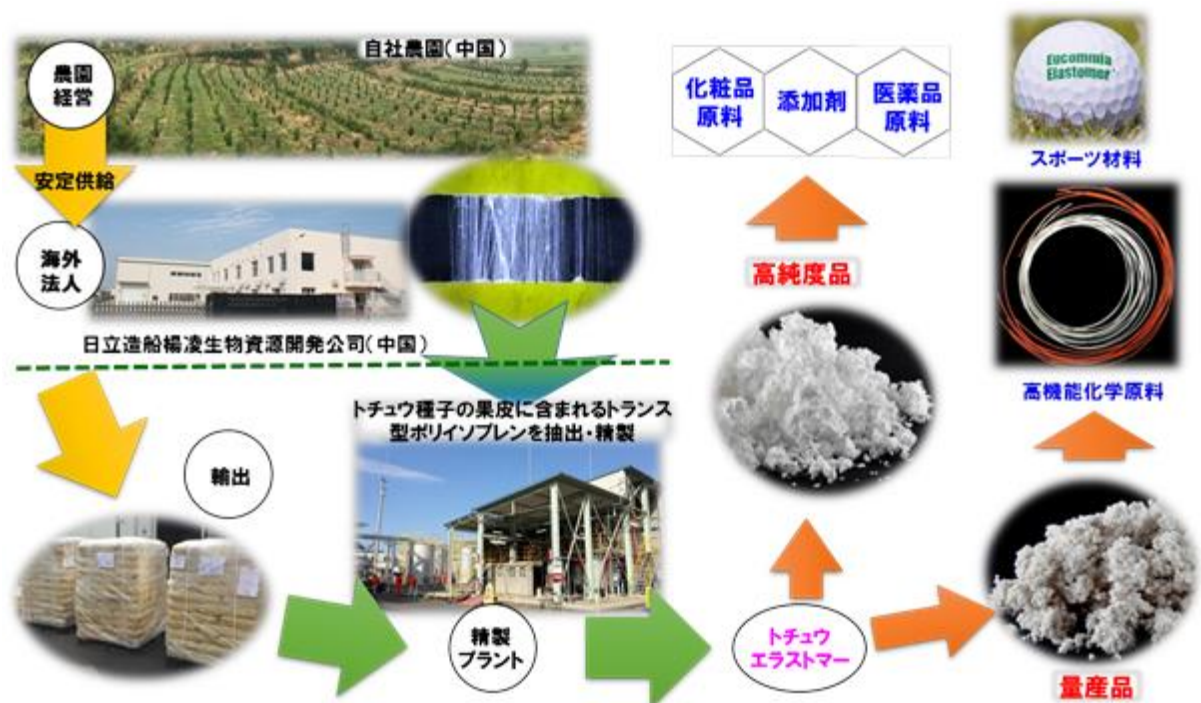 自社農園(中国)
農園
経営
安定供給
海外
法人
日立造船楊凌生物資源開発公司(中国)
輸出
トチュウ種子の果皮に含まれるトランス
型ポリイソプレンを抽出・精製
精製
プラント
トチュウ
エラストマー
高純度品
化粧品
原料
添加剤
医薬品
原料
量産品
高機能化学原料
スポーツ材料
Eucommia
Elastomer